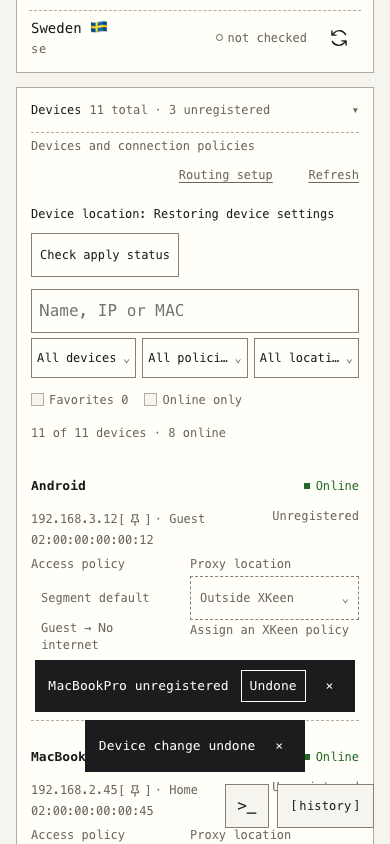 Sweden 🇸🇪
se
not checked
Devices 11 total · 3 unregistered ▾
Devices and connection policies
Routing setup Refresh
Device location: Restoring device settings
Check apply status
Name, IP or MAC
All devices All polici… All locati…
Favorites 0 Online only
11 of 11 devices · 8 online
Android Online
192.168.3.12[ ]· Guest Unregistered
02:00:00:00:00:12
Access policy Proxy location
Segment default Outside XKeen
Guest → No internet Assign an XKeen policy
MacBookPro unregistered Undone ×
Device change undone ×
MacBook Online
192.168.2.45[ ]· Home
02:00:00:00:00:45
>_ [history]
Access policy Proxy location